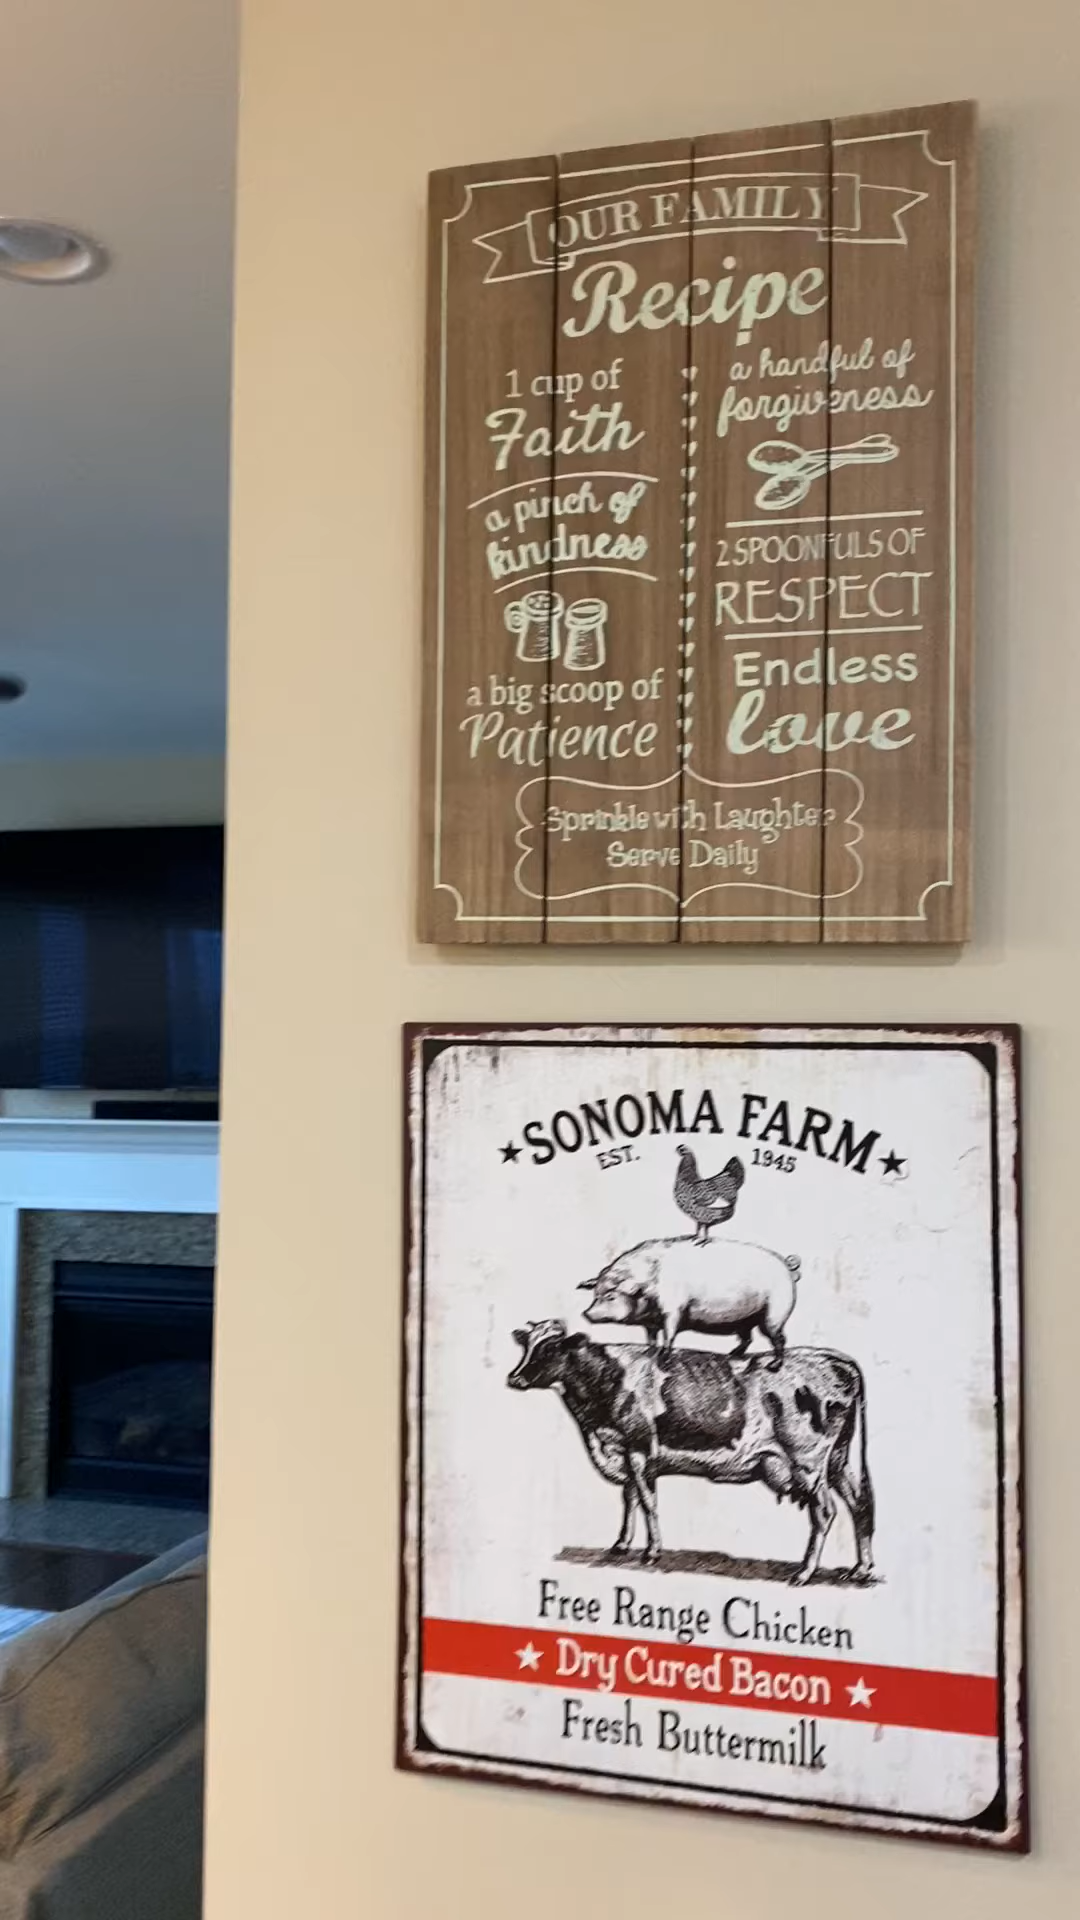 OUR FAMILY
Recipe
1 cup of
Faith
a pinch of
kindness
a big scoop of
Patience
a handful of
forgiveness
2 SPOONFULS OF
RESPECT
Endless
love
Sprinkle with Laughter
Serve Daily
★SONOMA FARM★
EST. 1945
Free Range Chicken
★ Dry Cured Bacon ★
Fresh Buttermilk